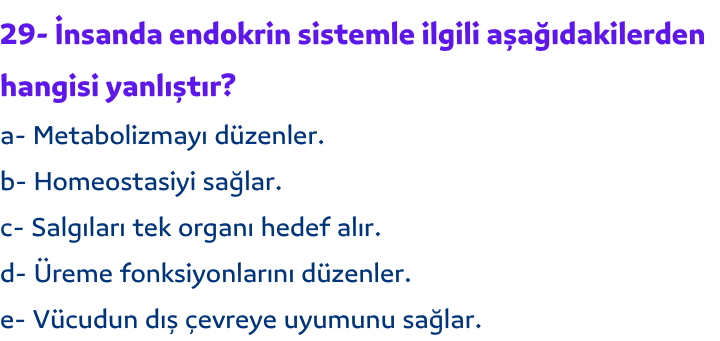 29- İnsanda endokrin sistemle ilgili aşağıdakilerden
hangisi yanlıştır?
a- Metabolizmayı düzenler.
b- Homeostasiyi sağlar.
c- Salgıları tek organı hedef alır.
d- Üreme fonksiyonlarını düzenler.
e- Vücudun dış çevreye uyumunu sağlar.